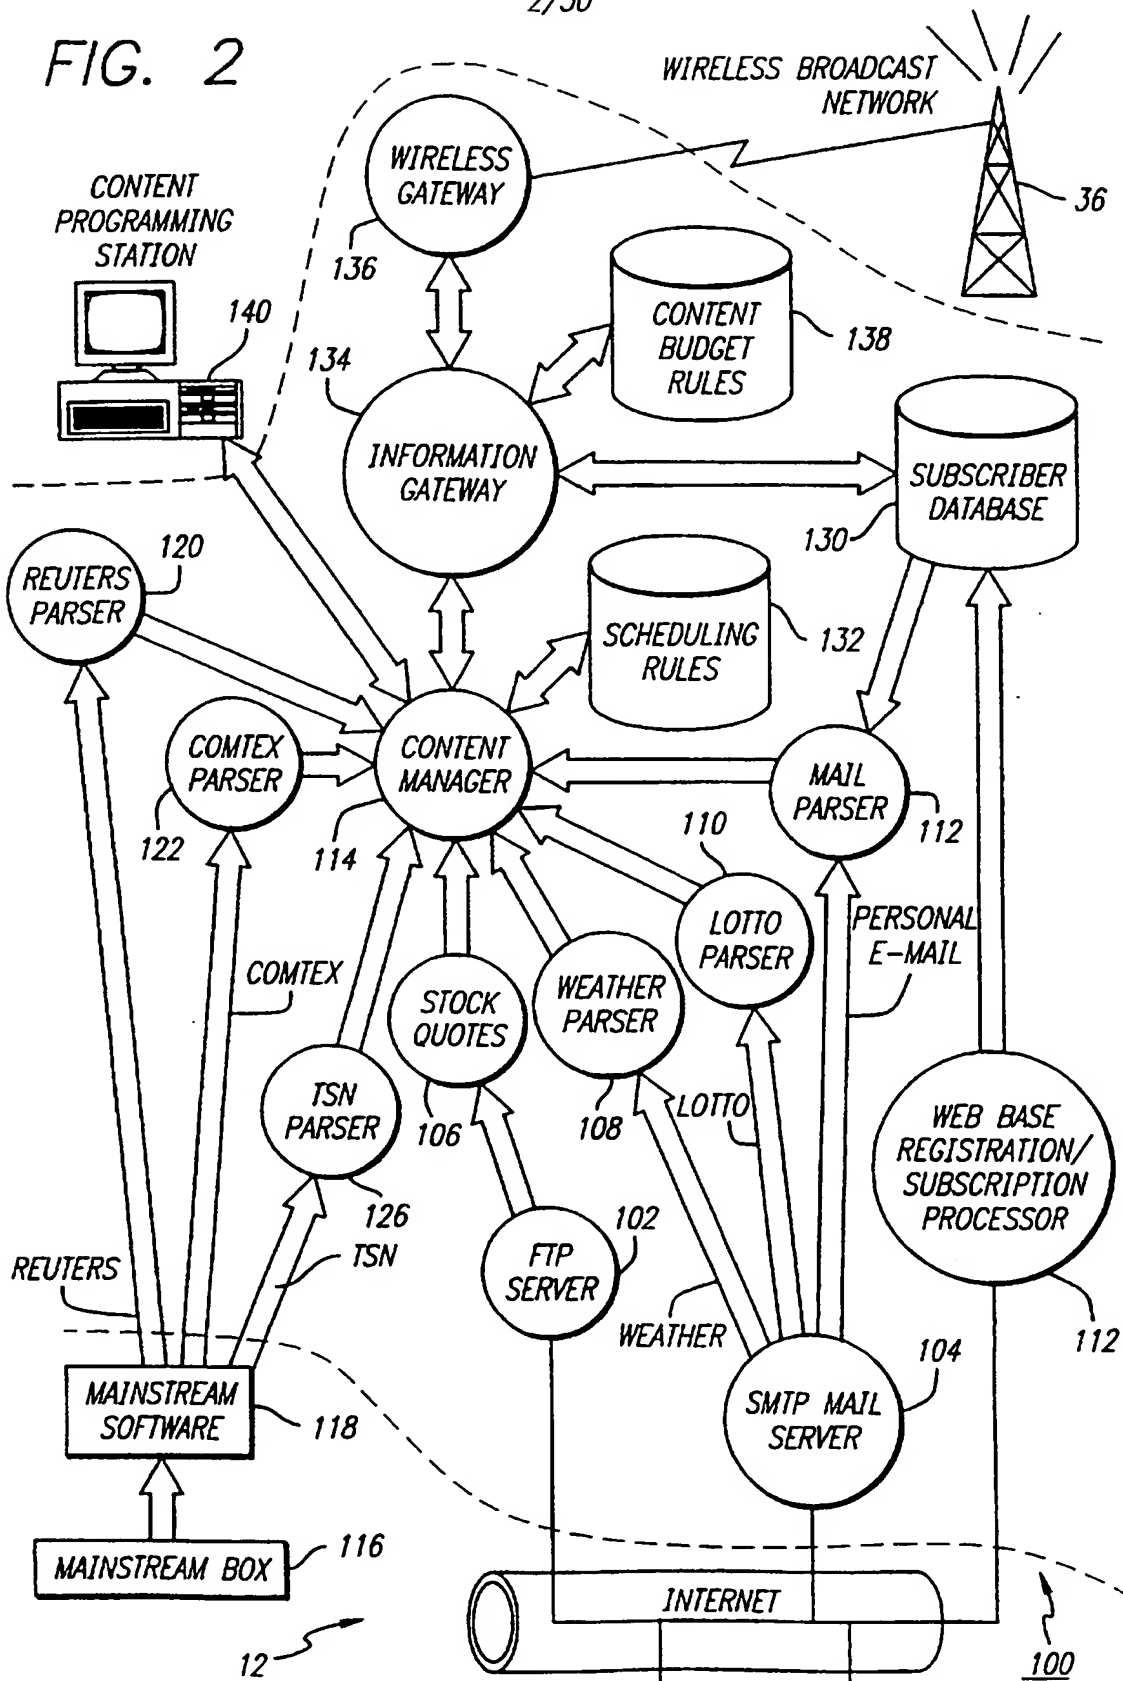 2/50
FIG. 2
WIRELESS BROADCAST
NETWORK
36
WIRELESS
GATEWAY
136
CONTENT
PROGRAMMING
STATION
140
CONTENT
BUDGET
RULES
138
134
INFORMATION
GATEWAY
SUBSCRIBER
DATABASE
130
120
REUTERS
PARSER
SCHEDULING
RULES
132
COMTEX
PARSER
122
CONTENT
MANAGER
114
MAIL
PARSER
112
110
LOTTO
PARSER
PERSONAL
E-MAIL
COMTEX
STOCK
QUOTES
106
WEATHER
PARSER
108
LOTTO
TSN
PARSER
126
WEB BASE
REGISTRATION/
SUBSCRIPTION
PROCESSOR
112
102
FTP
SERVER
REUTERS
TSN
WEATHER
104
SMTP MAIL
SERVER
MAINSTREAM
SOFTWARE
118
MAINSTREAM BOX
116
INTERNET
12
100